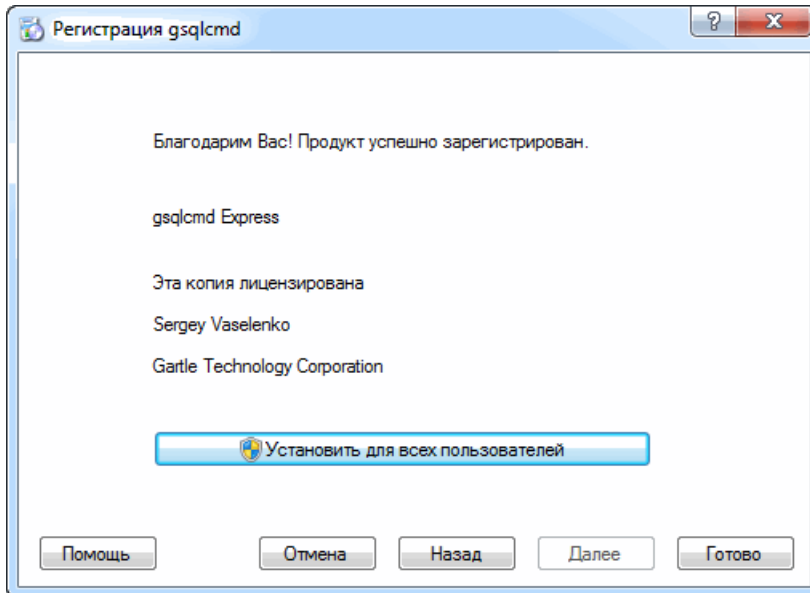 Регистрация gsqlcmd
Благодарим Вас! Продукт успешно зарегистрирован.
gsqlcmd Express
Эта копия лицензирована
Sergey Vaselenko
Gartle Technology Corporation
Установить для всех пользователей
Помощь Отмена Назад Далее Готово